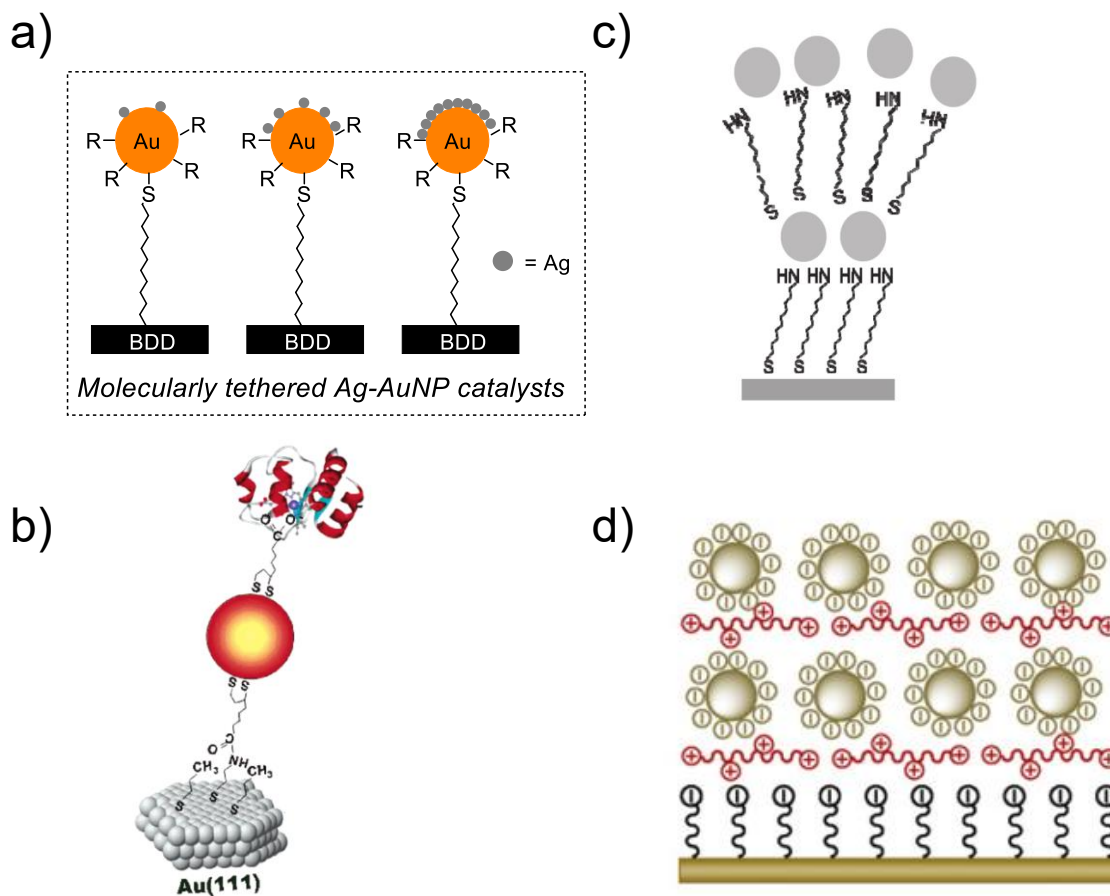 a)
Au Au Au
R R R R R R R R R R R R
S S S
= Ag
BDD BDD BDD
Molecularly tethered Ag-AuNP catalysts
c)
HN HN HN HN HN
S S S S S
HN HN HN HN
S S S S
b)
O O
C
S S
S S
C
O
NH
CH3 CH3
S S S
Au(111)
d)
+ + + + + + + + + + + +
+ + + + + + + + + + + +